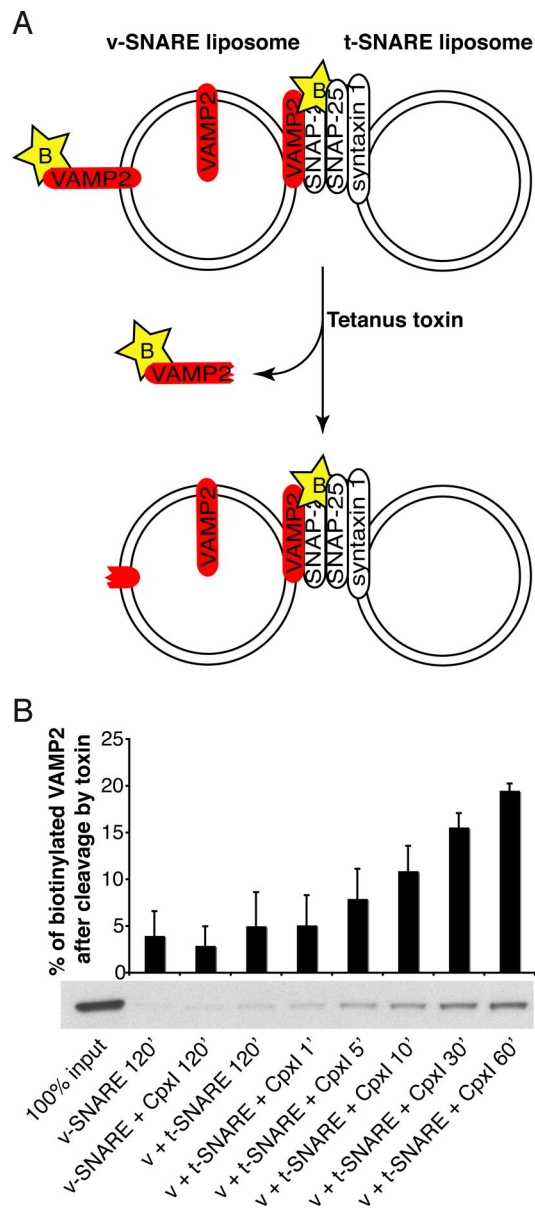 A
v-SNARE liposome
t-SNARE liposome
B
VAMP2
VAMP2
VAMP2
B
SNAP-2
SNAP-25
syntaxin 1
Tetanus toxin
B
VAMP2
VAMP2
VAMP2
B
SNAP-2
SNAP-25
syntaxin 1
B
% of biotinylated VAMP2
after cleavage by toxin
25
20
15
10
5
0
100% input
v-SNARE 120'
v-SNARE + CpxI 120'
v + t-SNARE 120'
v + t-SNARE + CpxI 1'
v + t-SNARE + CpxI 5'
v + t-SNARE + CpxI 10'
v + t-SNARE + CpxI 30'
v + t-SNARE + CpxI 60'